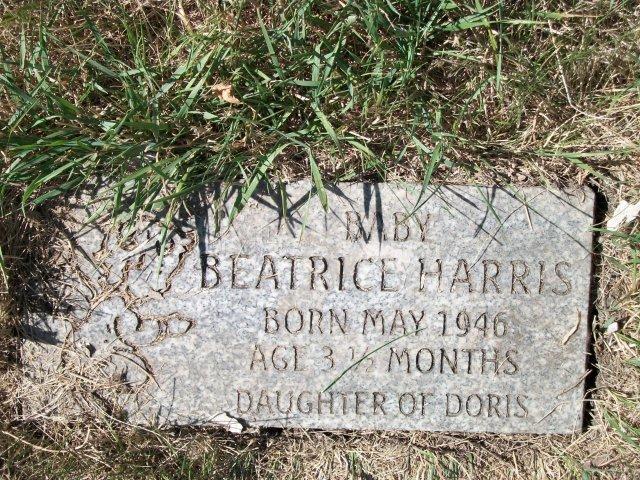 BABY
BEATRICE HARRIS
BORN MAY 1946
AGE 3 ½ MONTHS
DAUGHTER OF DORIS